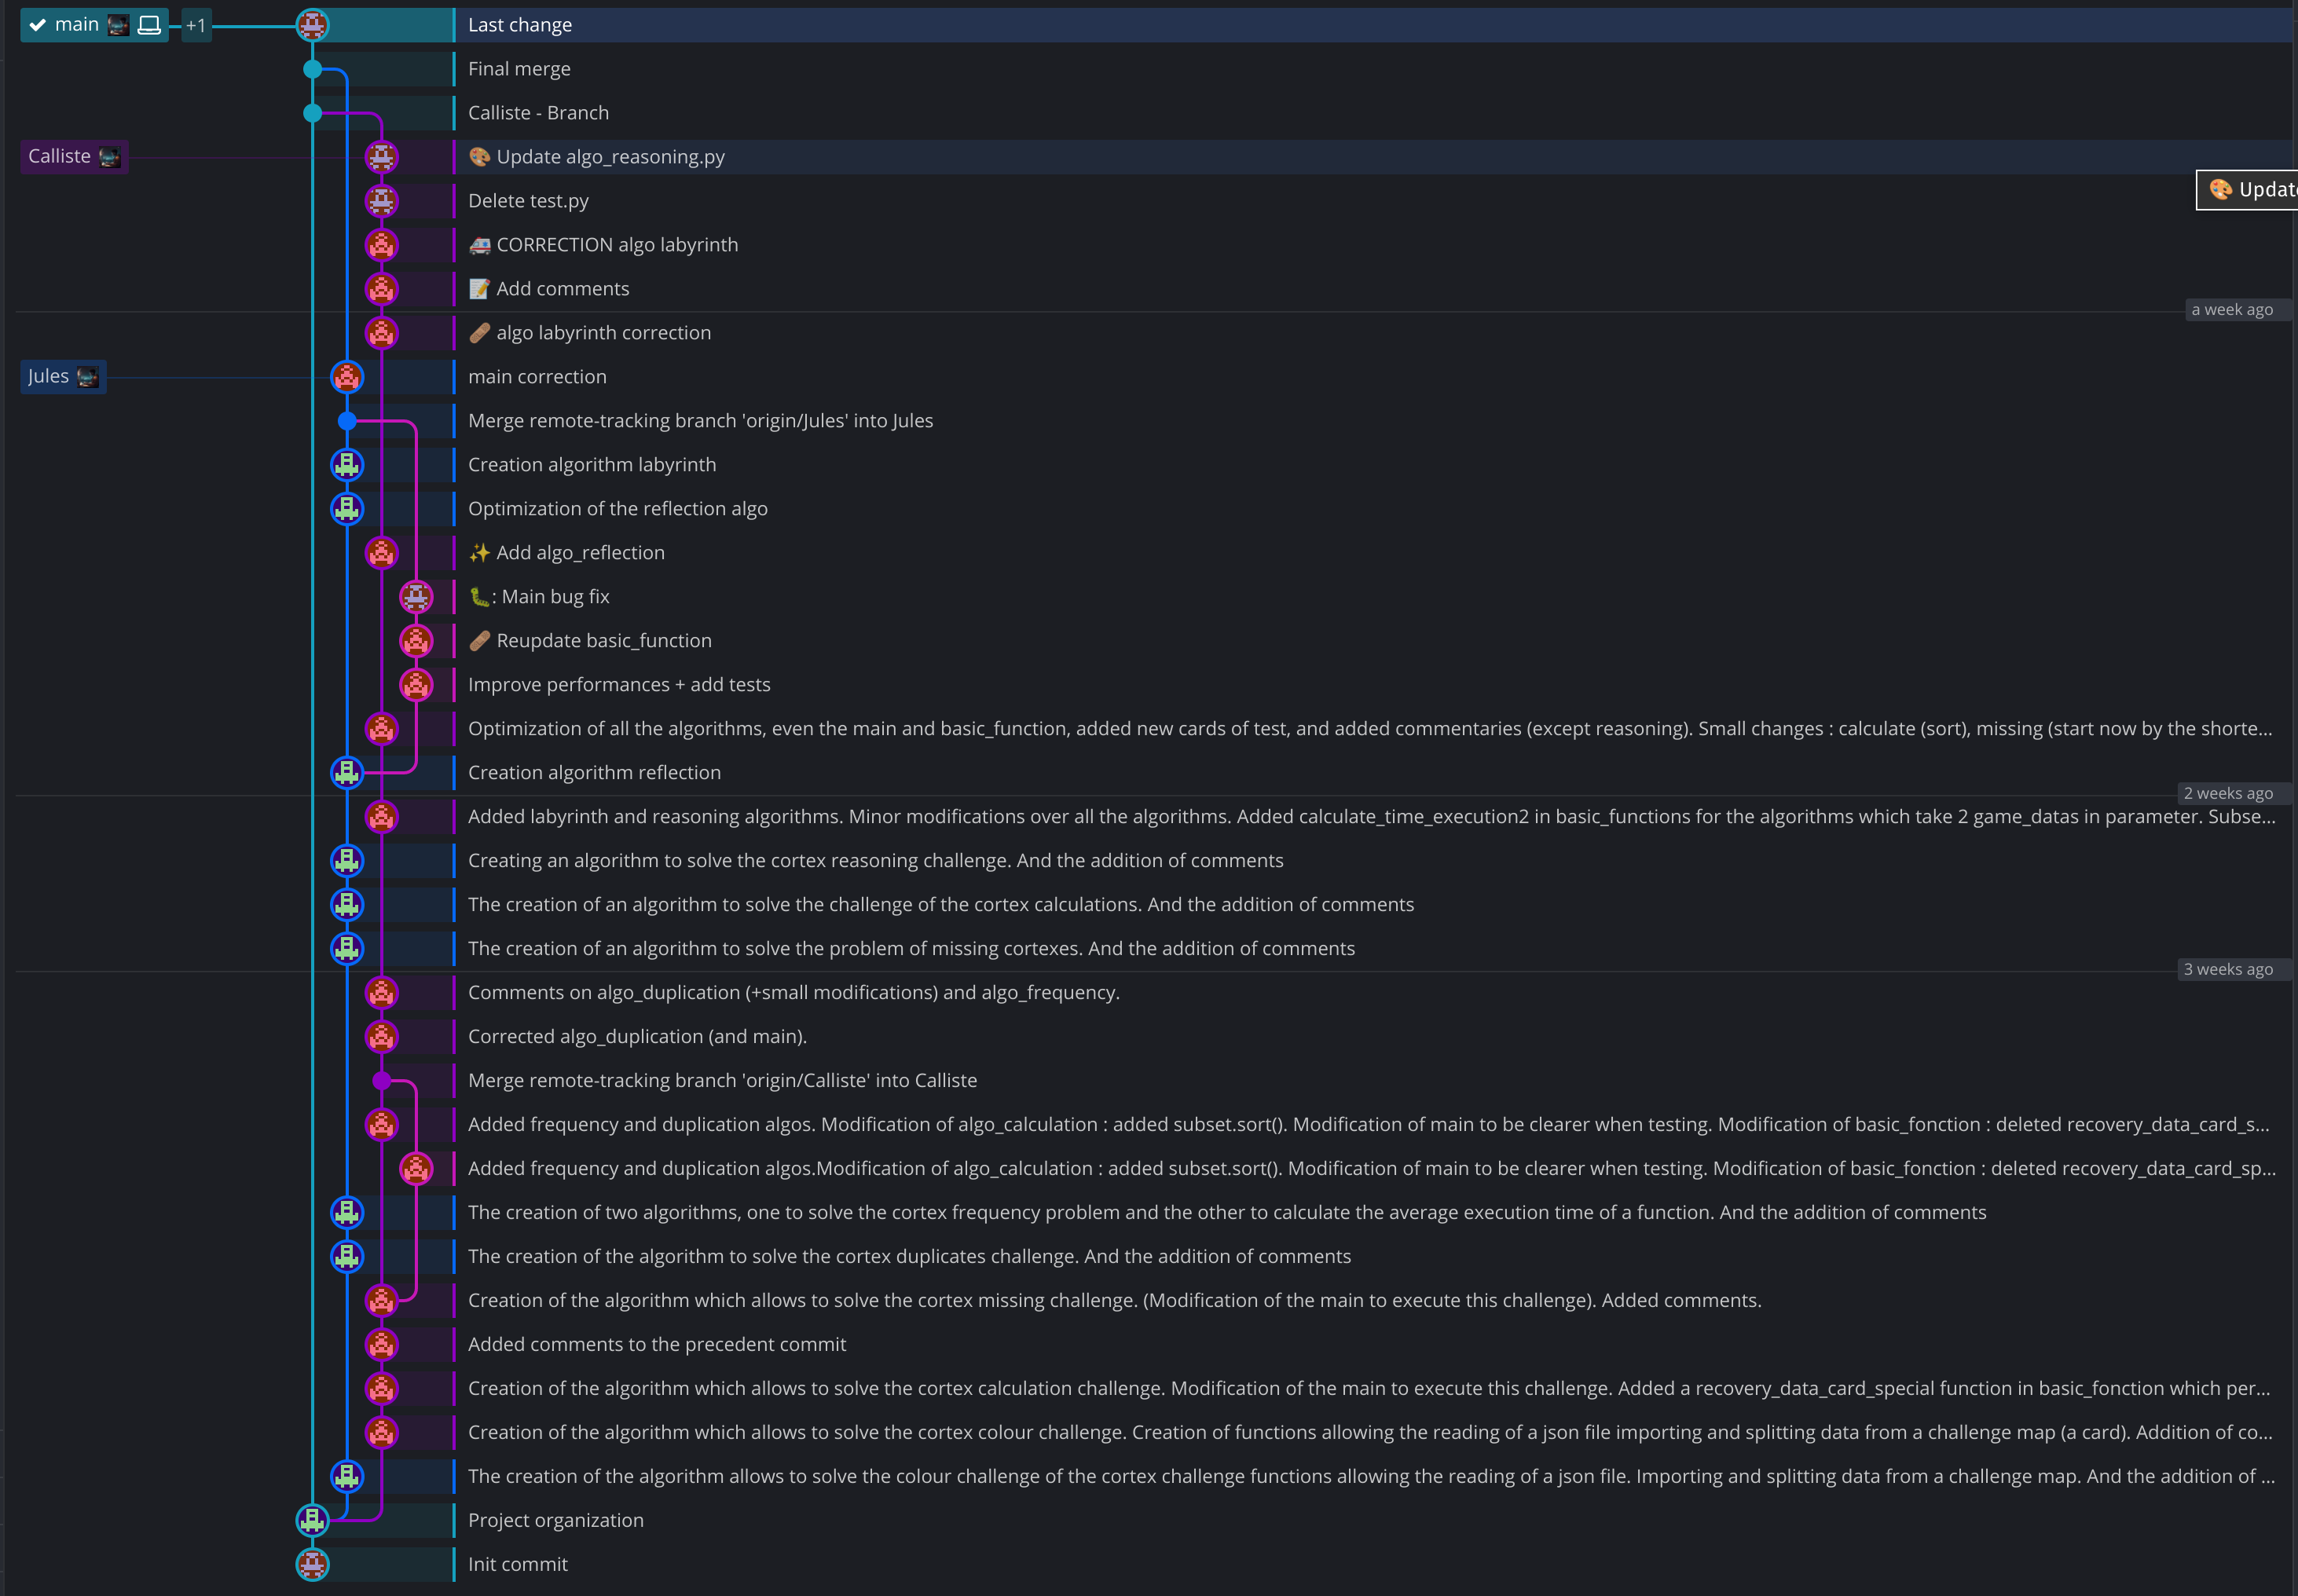 main +1 Last change
Final merge
Calliste - Branch
Calliste 🎨 Update algo_reasoning.py
🎨 Updat
Delete test.py
🚑 CORRECTION algo labyrinth
📝 Add comments
a week ago
🩹 algo labyrinth correction
Jules main correction
Merge remote-tracking branch 'origin/Jules' into Jules
Creation algorithm labyrinth
Optimization of the reflection algo
✨ Add algo_reflection
🐛: Main bug fix
🩹 Reupdate basic_function
Improve performances + add tests
Optimization of all the algorithms, even the main and basic_function, added new cards of test, and added commentaries (except reasoning). Small changes : calculate (sort), missing (start now by the shorte...
Creation algorithm reflection
2 weeks ago
Added labyrinth and reasoning algorithms. Minor modifications over all the algorithms. Added calculate_time_execution2 in basic_functions for the algorithms which take 2 game_datas in parameter. Subse...
Creating an algorithm to solve the cortex reasoning challenge. And the addition of comments
The creation of an algorithm to solve the challenge of the cortex calculations. And the addition of comments
The creation of an algorithm to solve the problem of missing cortexes. And the addition of comments
3 weeks ago
Comments on algo_duplication (+small modifications) and algo_frequency.
Corrected algo_duplication (and main).
Merge remote-tracking branch 'origin/Calliste' into Calliste
Added frequency and duplication algos. Modification of algo_calculation : added subset.sort(). Modification of main to be clearer when testing. Modification of basic_fonction : deleted recovery_data_card_s...
Added frequency and duplication algos.Modification of algo_calculation : added subset.sort(). Modification of main to be clearer when testing. Modification of basic_fonction : deleted recovery_data_card_sp...
The creation of two algorithms, one to solve the cortex frequency problem and the other to calculate the average execution time of a function. And the addition of comments
The creation of the algorithm to solve the cortex duplicates challenge. And the addition of comments
Creation of the algorithm which allows to solve the cortex missing challenge. (Modification of the main to execute this challenge). Added comments.
Added comments to the precedent commit
Creation of the algorithm which allows to solve the cortex calculation challenge. Modification of the main to execute this challenge. Added a recovery_data_card_special function in basic_fonction which per...
Creation of the algorithm which allows to solve the cortex colour challenge. Creation of functions allowing the reading of a json file importing and splitting data from a challenge map (a card). Addition of co...
The creation of the algorithm allows to solve the colour challenge of the cortex challenge functions allowing the reading of a json file. Importing and splitting data from a challenge map. And the addition of ...
Project organization
Init commit